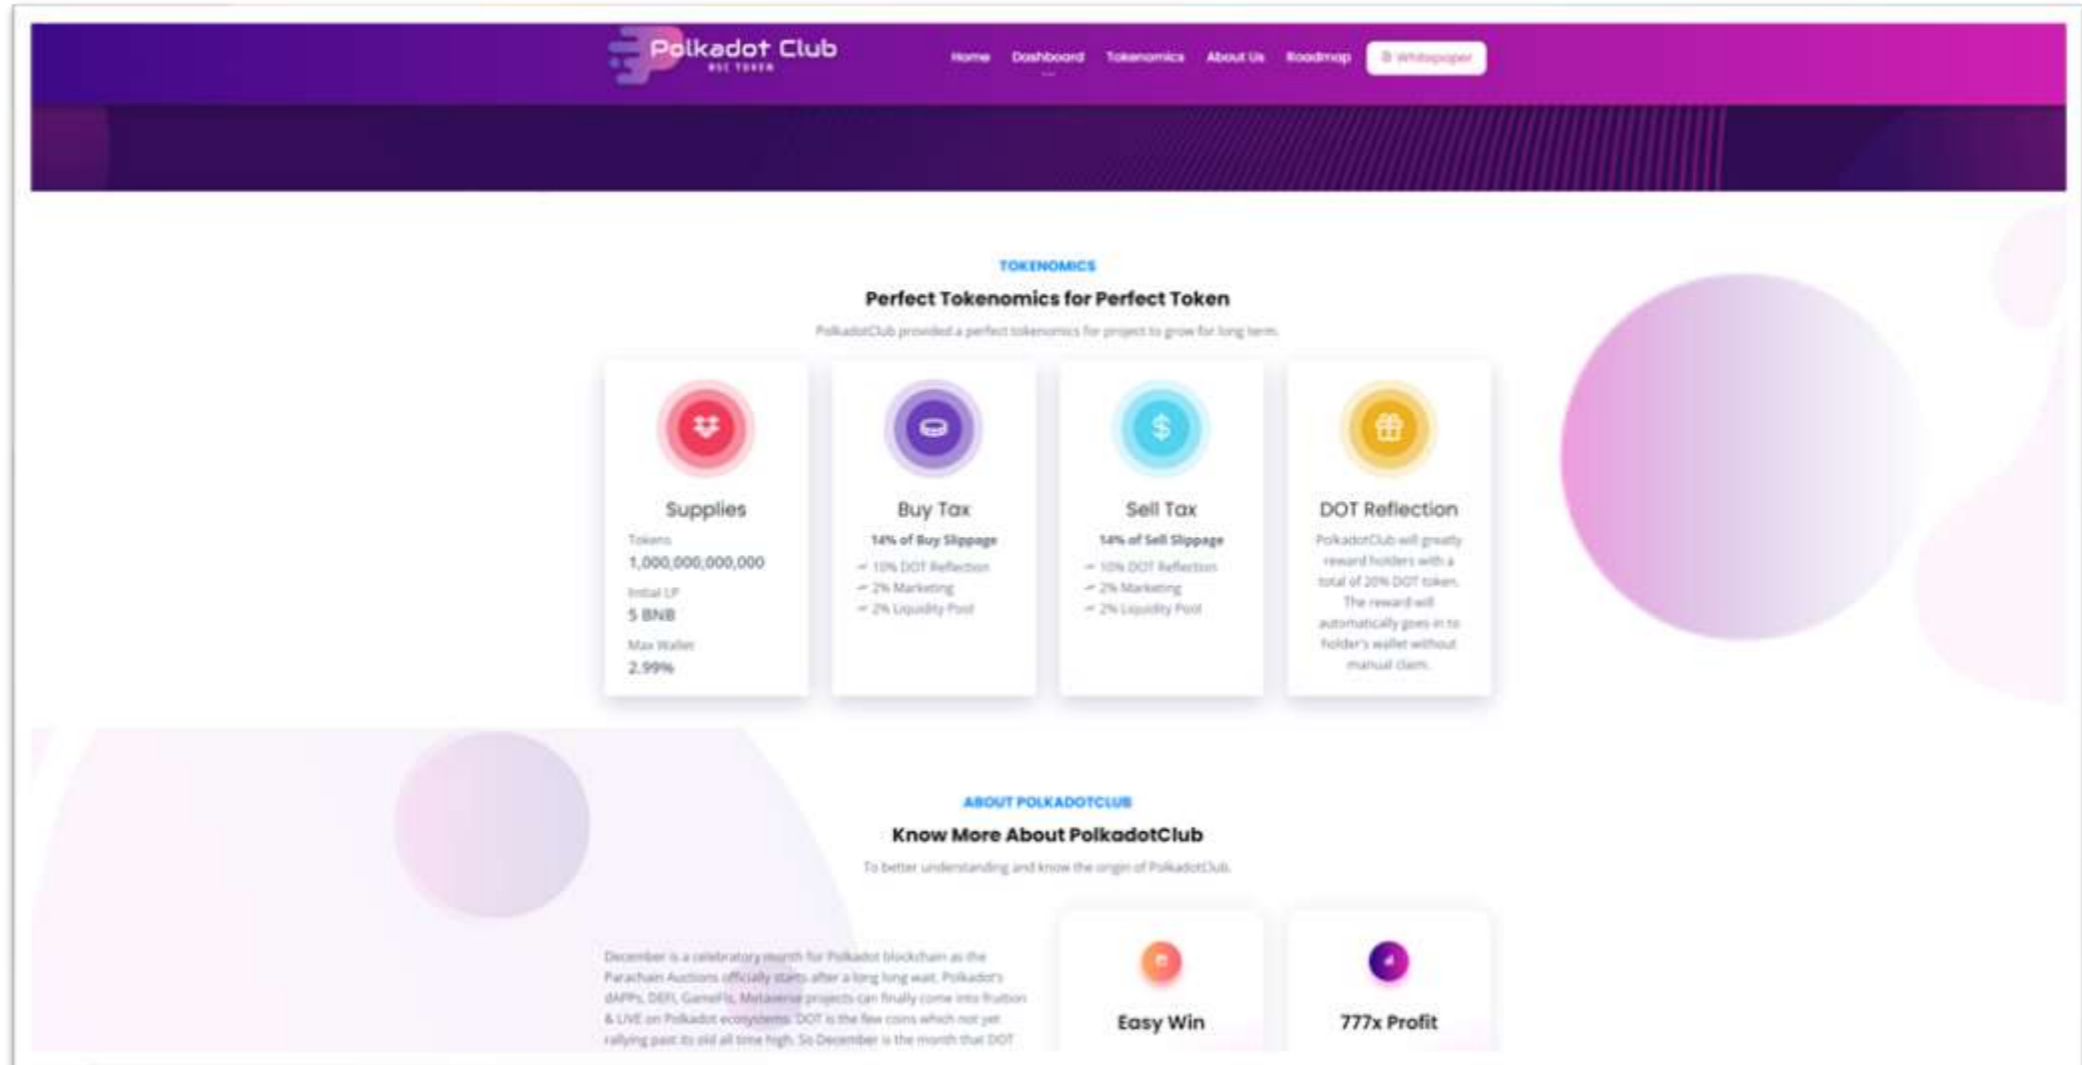 Polkadot Club
BSC TOKEN
Home Dashboard Tokenomics About Us Roadmap Whitepaper
TOKENOMICS
Perfect Tokenomics for Perfect Token
PolkadotClub provided a perfect tokenomics for project to grow for long term.
Supplies
Tokens
1,000,000,000,000
Initial LP
5 BNB
Max Wallet
2.99%
Buy Tax
14% of Buy Slippage
10% DOT Reflection
2% Marketing
2% Liquidity Pool
Sell Tax
14% of Sell Slippage
10% DOT Reflection
2% Marketing
2% Liquidity Pool
DOT Reflection
PolkadotClub will greatly
reward holders with a
total of 20% DOT token.
The reward will
automatically goes in to
holder's wallet without
manual claim.
ABOUT POLKADOTCLUB
Know More About PolkadotClub
To better understanding and know the origin of PolkadotClub.
December is a celebratory month for Polkadot blockchain as the
Parachain Auctions officially starts after a long long wait. Polkadot's
dAPPs, DEFI, GameFis, Metaverse projects can finally come into fruition
& LIVE on Polkadot ecosystems. DOT is the few coins which not yet
rallying past its old all time high. So December is the month that DOT
Easy Win
777x Profit